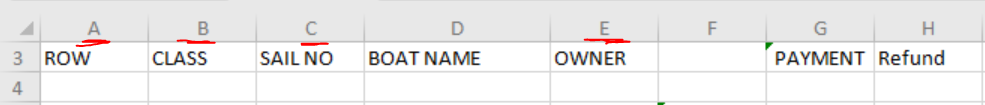 A B C D E F G H
3 ROW CLASS SAIL NO BOAT NAME OWNER PAYMENT Refund
4